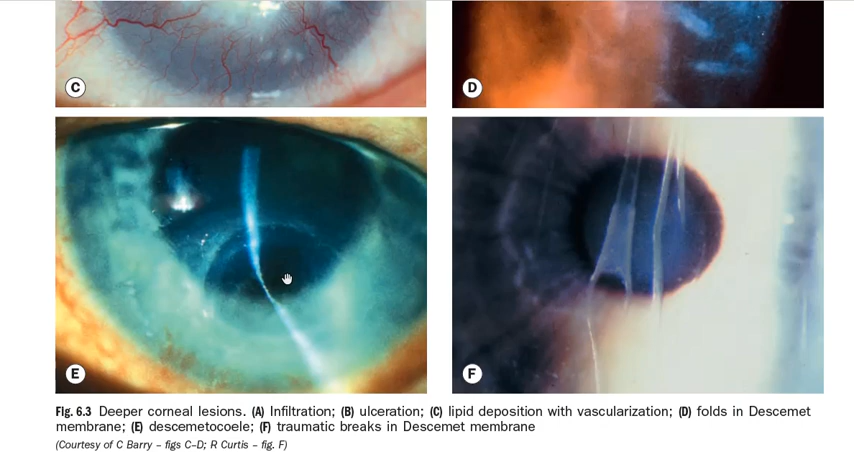 C
D
E
F
Fig. 6.3 Deeper corneal lesions. (A) Infiltration; (B) ulceration; (C) lipid deposition with vascularization; (D) folds in Descemet
membrane; (E) descemetocoele; (F) traumatic breaks in Descemet membrane
(Courtesy of C Barry – figs C–D; R Curtis – fig. F)